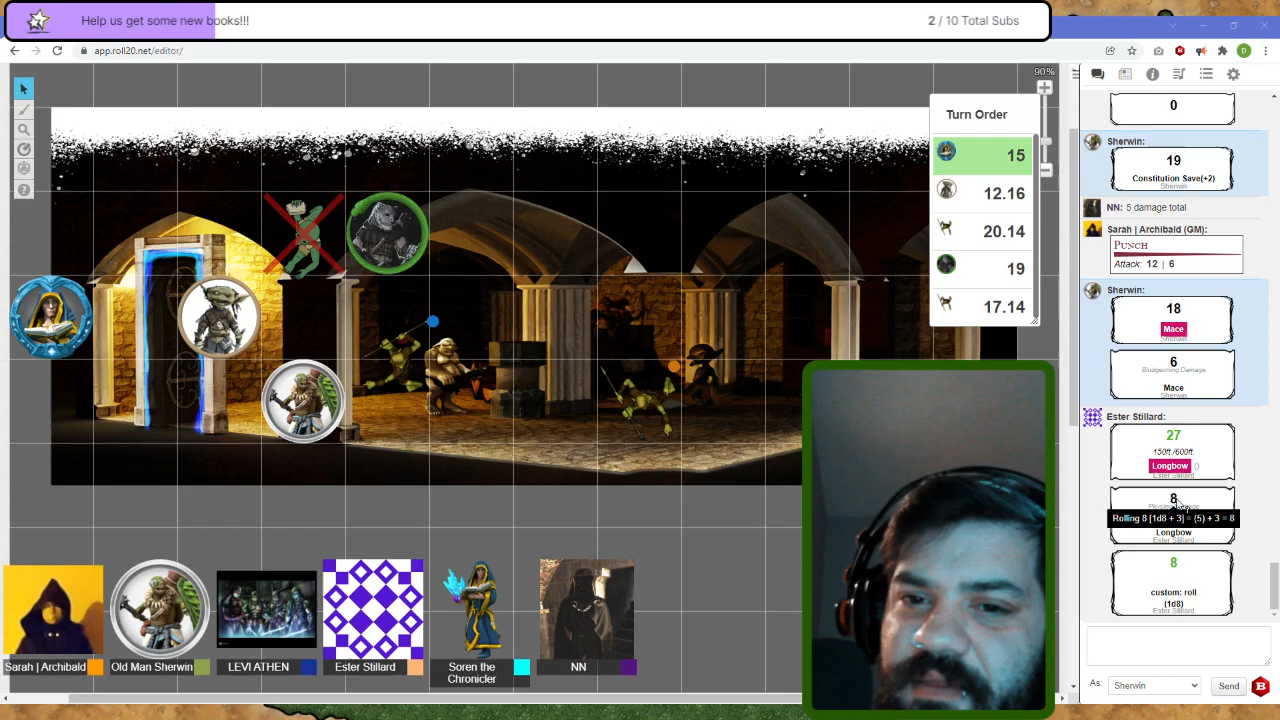 Help us get some new books!!!
2 / 10 Total Subs
app.roll20.net/editor/
90%
Turn Order
15
12.16
20.14
19
17.14
0
Sherwin:
19
Constitution Save(+2)
Sherwin
NN: 5 damage total
Sarah | Archibald (GM):
PUNCH
Attack: 12 | 6
Sherwin:
18
Mace
Sherwin
6
Bludgeoning Damage
Mace
Sherwin
Ester Stillard:
27
150ft./600ft.
Longbow 0
Ester Stillard
8
Rolling 8 [1d8 + 3] = (5) + 3 = 8
Longbow
Ester Stillard
8
custom: roll
(1d8)
Ester Stillard
Sarah | Archibald
Old Man Sherwin
LEVI ATHEN
Ester Stillard
Soren the
Chronicler
NN
As:
Sherwin
Send